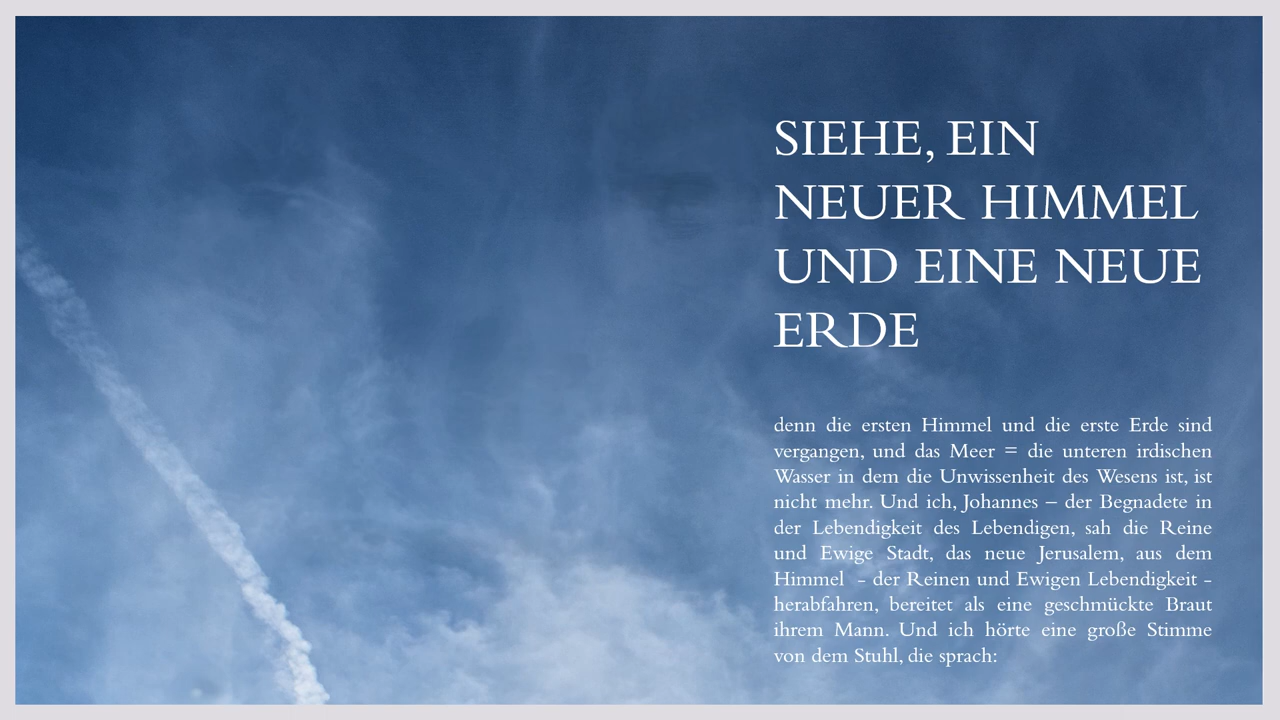 SIEHE, EIN
NEUER HIMMEL
UND EINE NEUE
ERDE
denn die ersten Himmel und die erste Erde sind
vergangen, und das Meer = die unteren irdischen
Wasser in dem die Unwissenheit des Wesens ist, ist
nicht mehr. Und ich, Johannes – der Begnadete in
der Lebendigkeit des Lebendigen, sah die Reine
und Ewige Stadt, das neue Jerusalem, aus dem
Himmel - der Reinen und Ewigen Lebendigkeit -
herabfahren, bereitet als eine geschmückte Braut
ihrem Mann. Und ich hörte eine große Stimme
von dem Stuhl, die sprach: